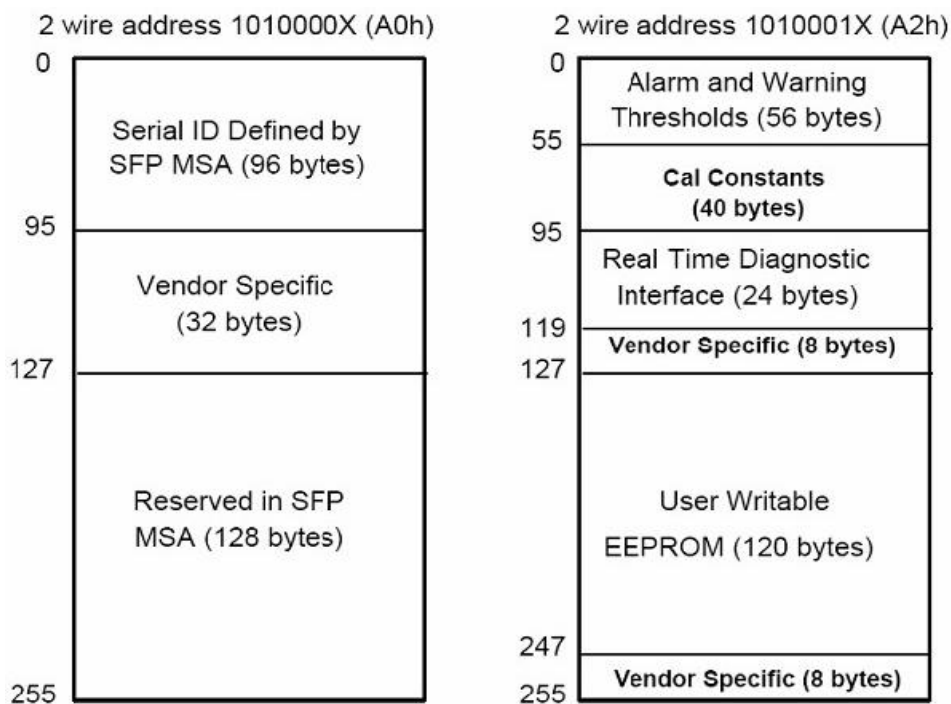 2 wire address 1010000X (A0h)
0
Serial ID Defined by
SFP MSA (96 bytes)
95
Vendor Specific
(32 bytes)
127
Reserved in SFP
MSA (128 bytes)
255
2 wire address 1010001X (A2h)
0
Alarm and Warning
Thresholds (56 bytes)
55
Cal Constants
(40 bytes)
95
Real Time Diagnostic
Interface (24 bytes)
119
Vendor Specific (8 bytes)
127
User Writable
EEPROM (120 bytes)
247
Vendor Specific (8 bytes)
255